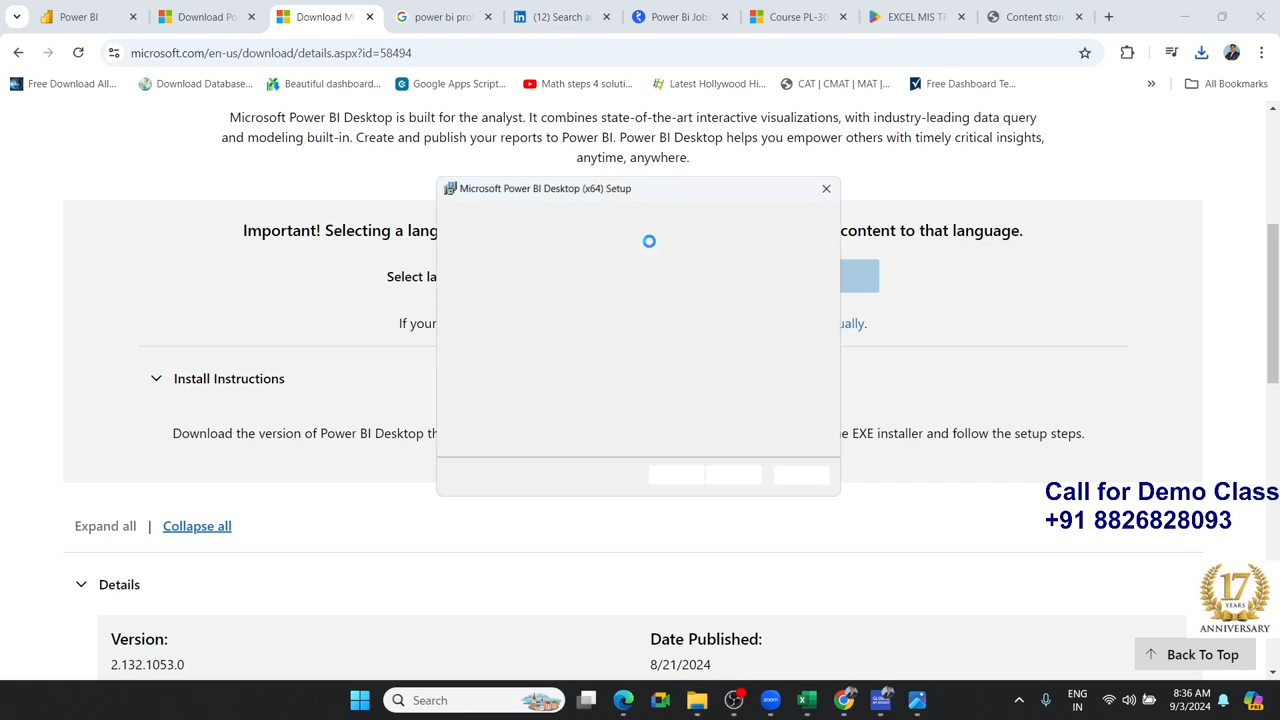 Power BI
Download Po
Download M
power bi pro
(12) Search a
Power Bi Job
Course PL-30
EXCEL MIS T
Content store
microsoft.com/en-us/download/details.aspx?id=58494
Free Download All...
Download Database...
Beautiful dashboard...
Google Apps Script...
Math steps 4 soluti...
Latest Hollywood Hi...
CAT | CMAT | MAT |...
Free Dashboard Te...
»
All Bookmarks
Microsoft Power BI Desktop is built for the analyst. It combines state-of-the-art interactive visualizations, with industry-leading data query
and modeling built-in. Create and publish your reports to Power BI. Power BI Desktop helps you empower others with timely critical insights,
anytime, anywhere.
Microsoft Power BI Desktop (x64) Setup
Important! Selecting a lang
content to that language.
Select la
If your
ually.
Install Instructions
Download the version of Power BI Desktop th
e EXE installer and follow the setup steps.
Call for Demo Class
+91 8826828093
Expand all | Collapse all
Details
17
YEARS
ANNIVERSARY
Version:
Date Published:
2.132.1053.0
8/21/2024
Back To Top
Search
zoom
ENG
IN
8:36 AM
9/3/2024